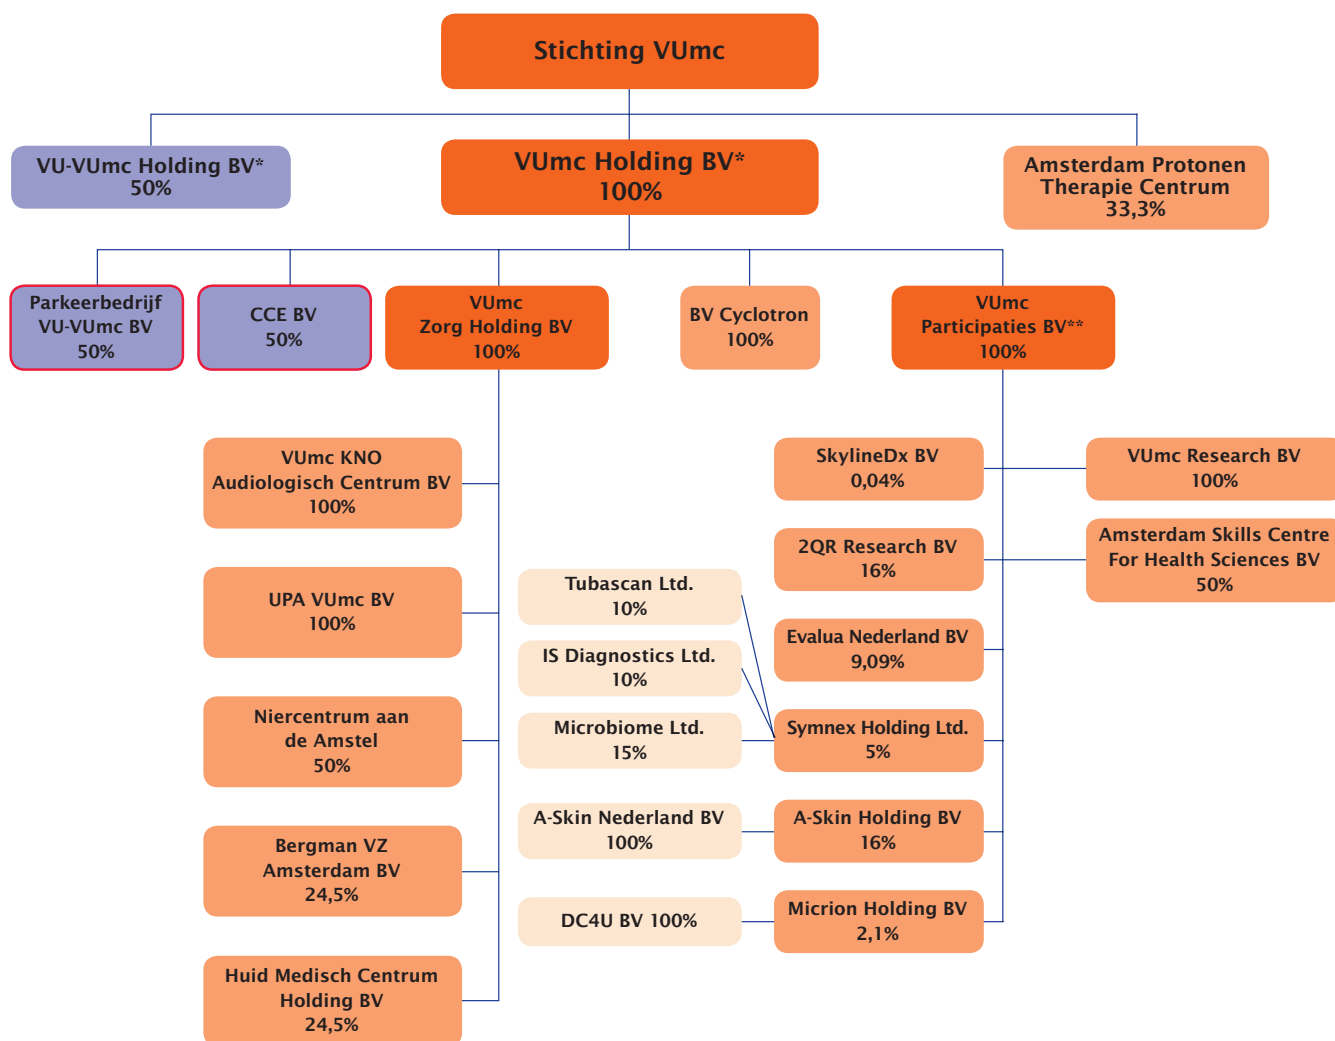 Stichting VUmc
VU-VUmc Holding BV*
50%
VUmc Holding BV*
100%
Amsterdam Protonen
Therapie Centrum
33,3%
Parkeerbedrijf
VU-VUmc BV
50%
CCE BV
50%
VUmc
Zorg Holding BV
100%
BV Cyclotron
100%
VUmc
Participaties BV**
100%
VUmc KNO
Audiologisch Centrum BV
100%
UPA VUmc BV
100%
Niercentrum aan
de Amstel
50%
Bergman VZ
Amsterdam BV
24,5%
Huid Medisch Centrum
Holding BV
24,5%
SkylineDx BV
0,04%
VUmc Research BV
100%
2QR Research BV
16%
Amsterdam Skills Centre
For Health Sciences BV
50%
Evalua Nederland BV
9,09%
Tubascan Ltd.
10%
IS Diagnostics Ltd.
10%
Microbiome Ltd.
15%
Symnex Holding Ltd.
5%
A-Skin Nederland BV
100%
A-Skin Holding BV
16%
DC4U BV 100%
Micrion Holding BV
2,1%